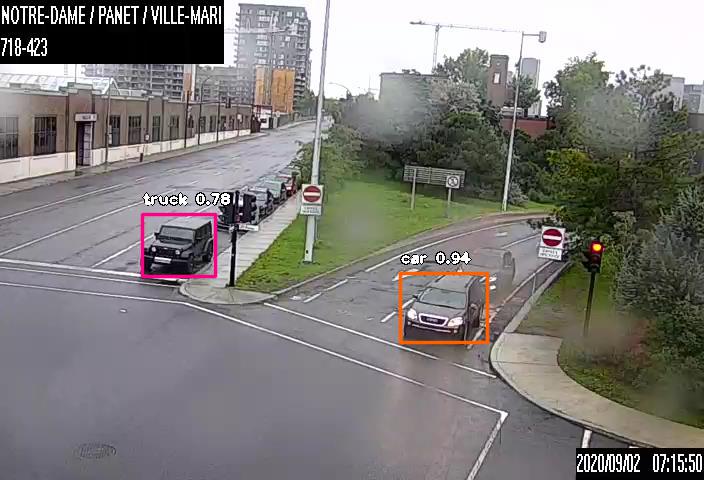 NOTRE-DAME / PANET / VILLE-MARI
718-423
truck 0.78
car 0.94
2020/09/02 07:15:50